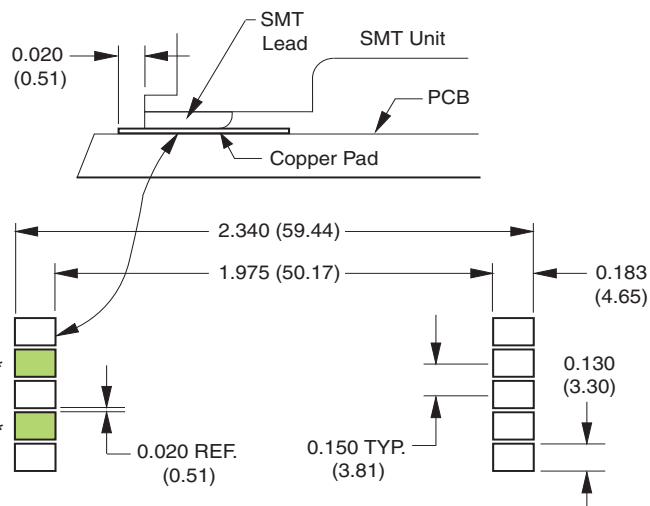 SMT
Lead
SMT Unit
0.020
(0.51)
PCB
Copper Pad
2.340 (59.44)
1.975 (50.17)
0.183
(4.65)
*
0.130
(3.30)
*
0.020 REF.
(0.51)
0.150 TYP.
(3.81)